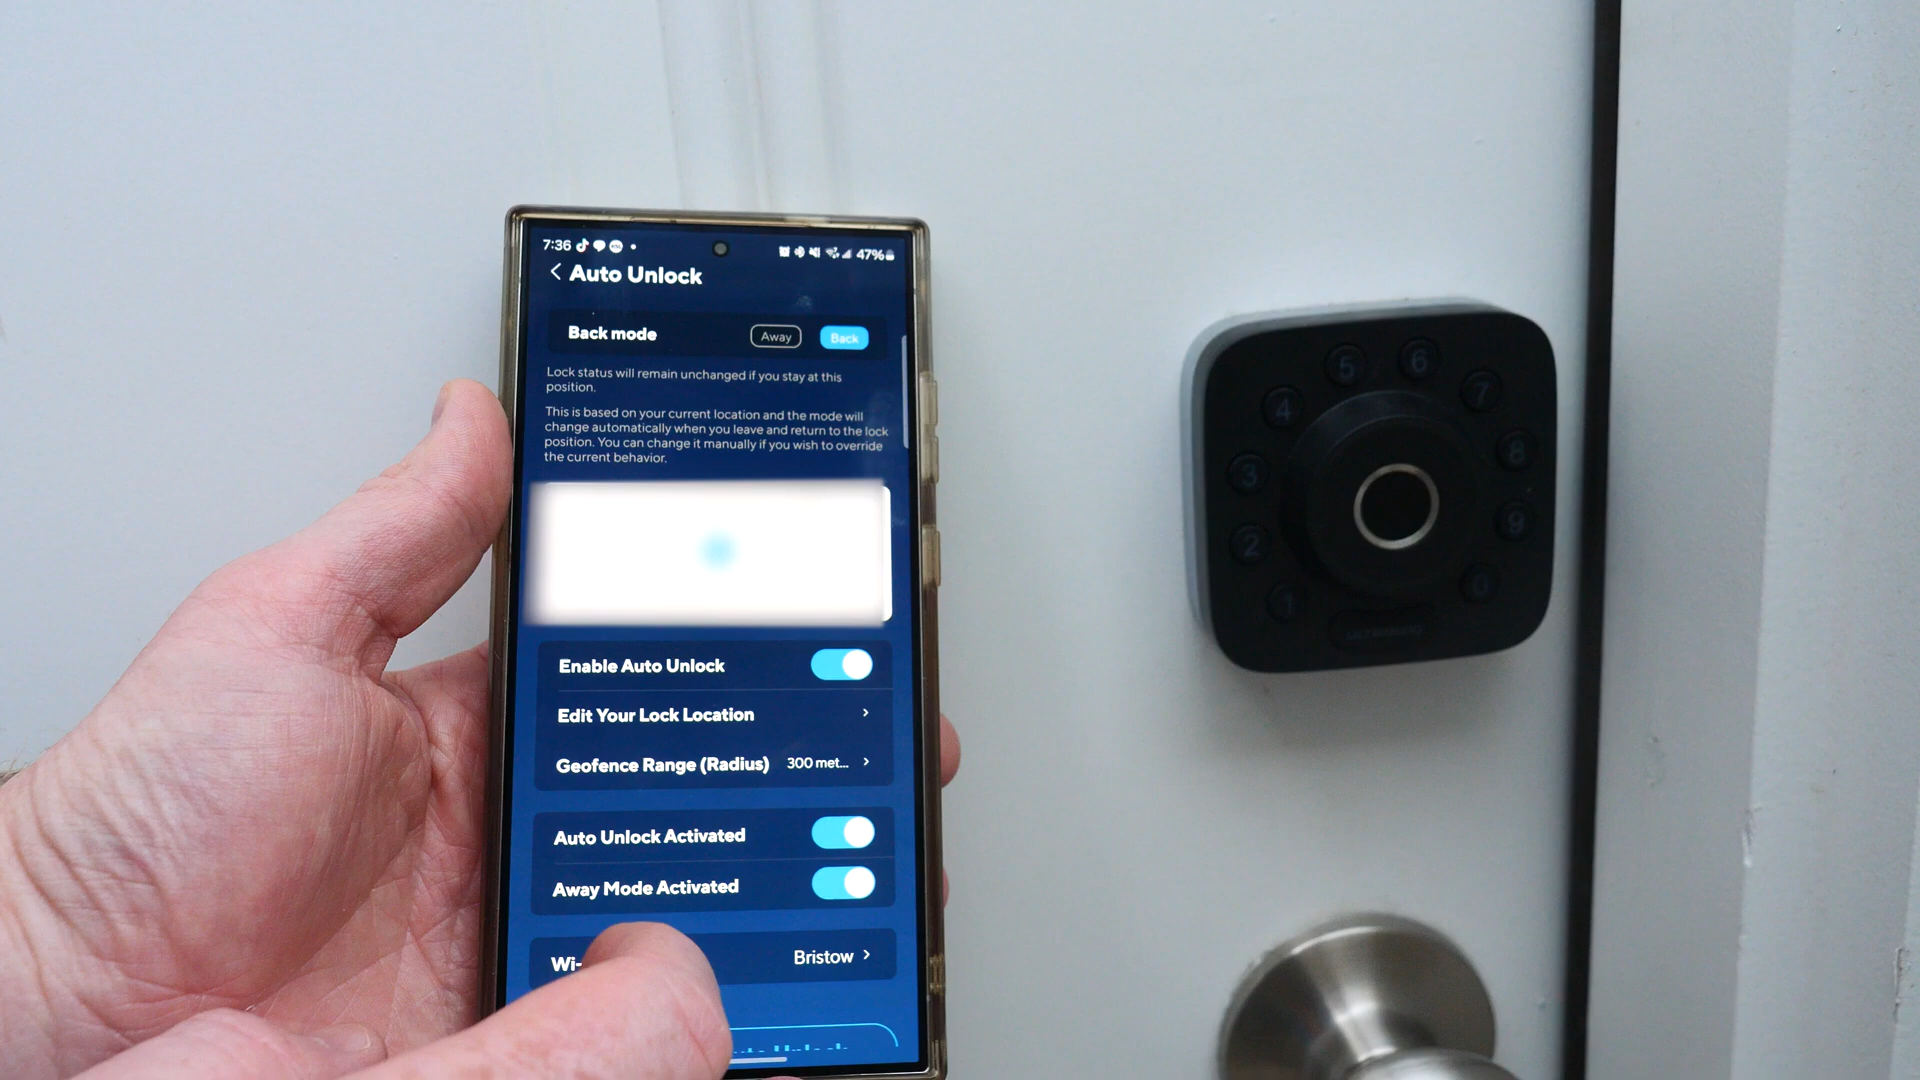 7:36
47%
Auto Unlock
Back mode
Away
Back
Lock status will remain unchanged if you stay at this
position.
This is based on your current location and the mode will
change automatically when you leave and return to the lock
position. You can change it manually if you wish to override
the current behavior.
Enable Auto Unlock
Edit Your Lock Location
Geofence Range (Radius) 300 met...
Auto Unlock Activated
Away Mode Activated
Wi- Bristow
5 6
4 7
3 8
2 9
1 0